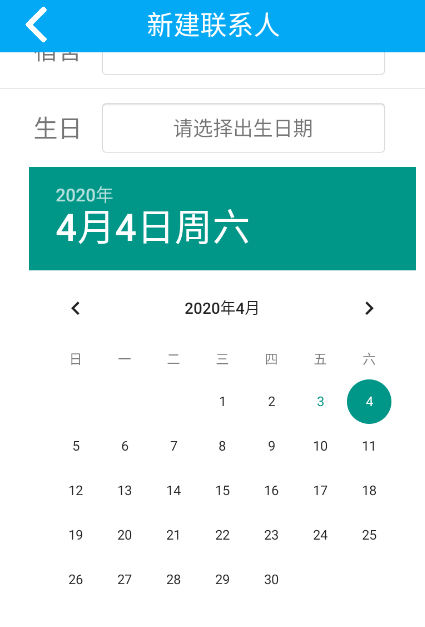 新建联系人
生日
请选择出生日期
2020年
4月4日周六
2020年4月
日 一 二 三 四 五 六
1 2 3 4
5 6 7 8 9 10 11
12 13 14 15 16 17 18
19 20 21 22 23 24 25
26 27 28 29 30